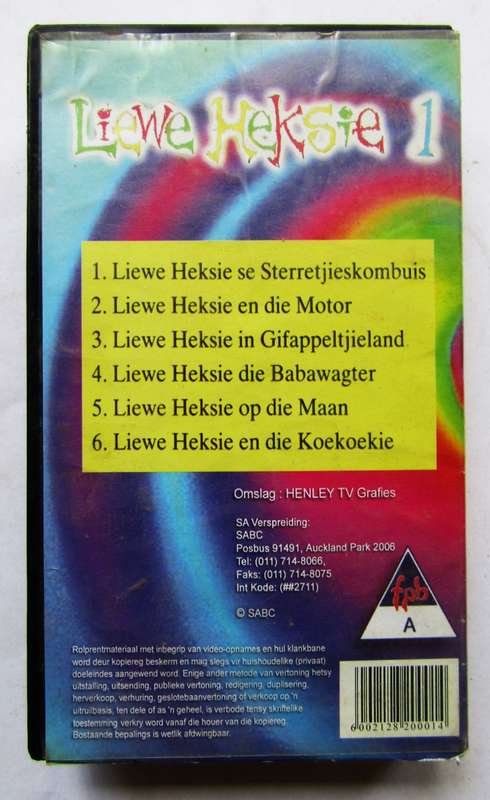 Liewe Heksie 1
1. Liewe Heksie se Sterretjieskombuis
2. Liewe Heksie en die Motor
3. Liewe Heksie in Gifappeltjieland
4. Liewe Heksie die Babawagter
5. Liewe Heksie op die Maan
6. Liewe Heksie en die Koekoekie
Omslag : HENLEY TV Grafies
SA Verspreiding:
SABC
Posbus 91491, Auckland Park 2006
Tel: (011) 714-8066,
Faks: (011) 714-8075
Int Kode: (##2711)
© SABC
fpb
A
Rolprentmateriaal met inbegrip van video-opnames en hul klankbane
word deur kopiereg beskerm en mag slegs vir huishoudelike (privaat)
doeleindes aangewend word. Enige ander metode van vertoning hetsy
uitstalling, uitsending, publieke vertoning, redigering, duplisering,
herverkoop, verhuring, geslotebaanvertoning of verkoop op 'n
uitruilbasis, ten dele of as 'n geheel, is verbode tensy skriftelike
toestemming verkry word vanaf die houer van die kopiereg.
Bostaande bepalings is wetlik afdwingbaar.
6002128200014